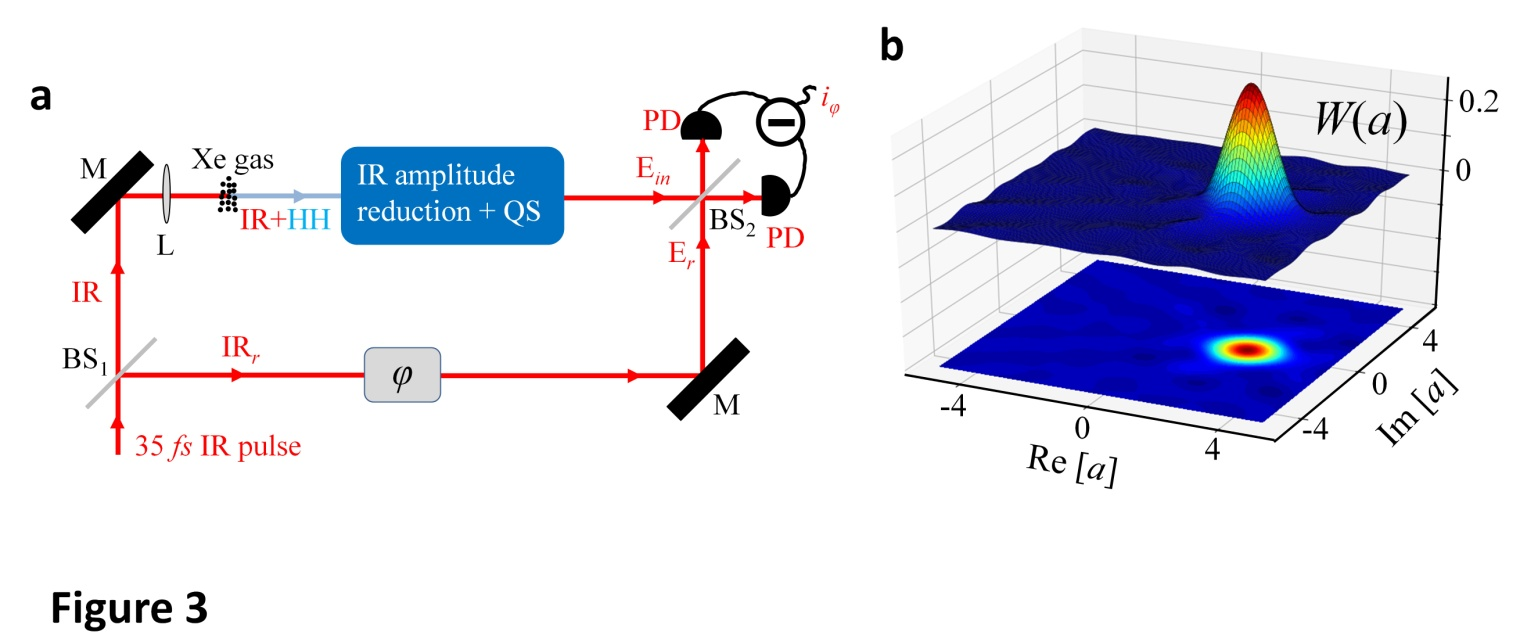 a
M
Xe gas
L
IR+HH
IR amplitude
reduction + QS
E_in
PD
i_φ
BS_2
PD
E_r
IR
BS_1
IR_r
φ
M
35 fs IR pulse
b
W(a)
0.2
0
-4
0
4
Re [a]
-4
0
4
Im [a]
Figure 3